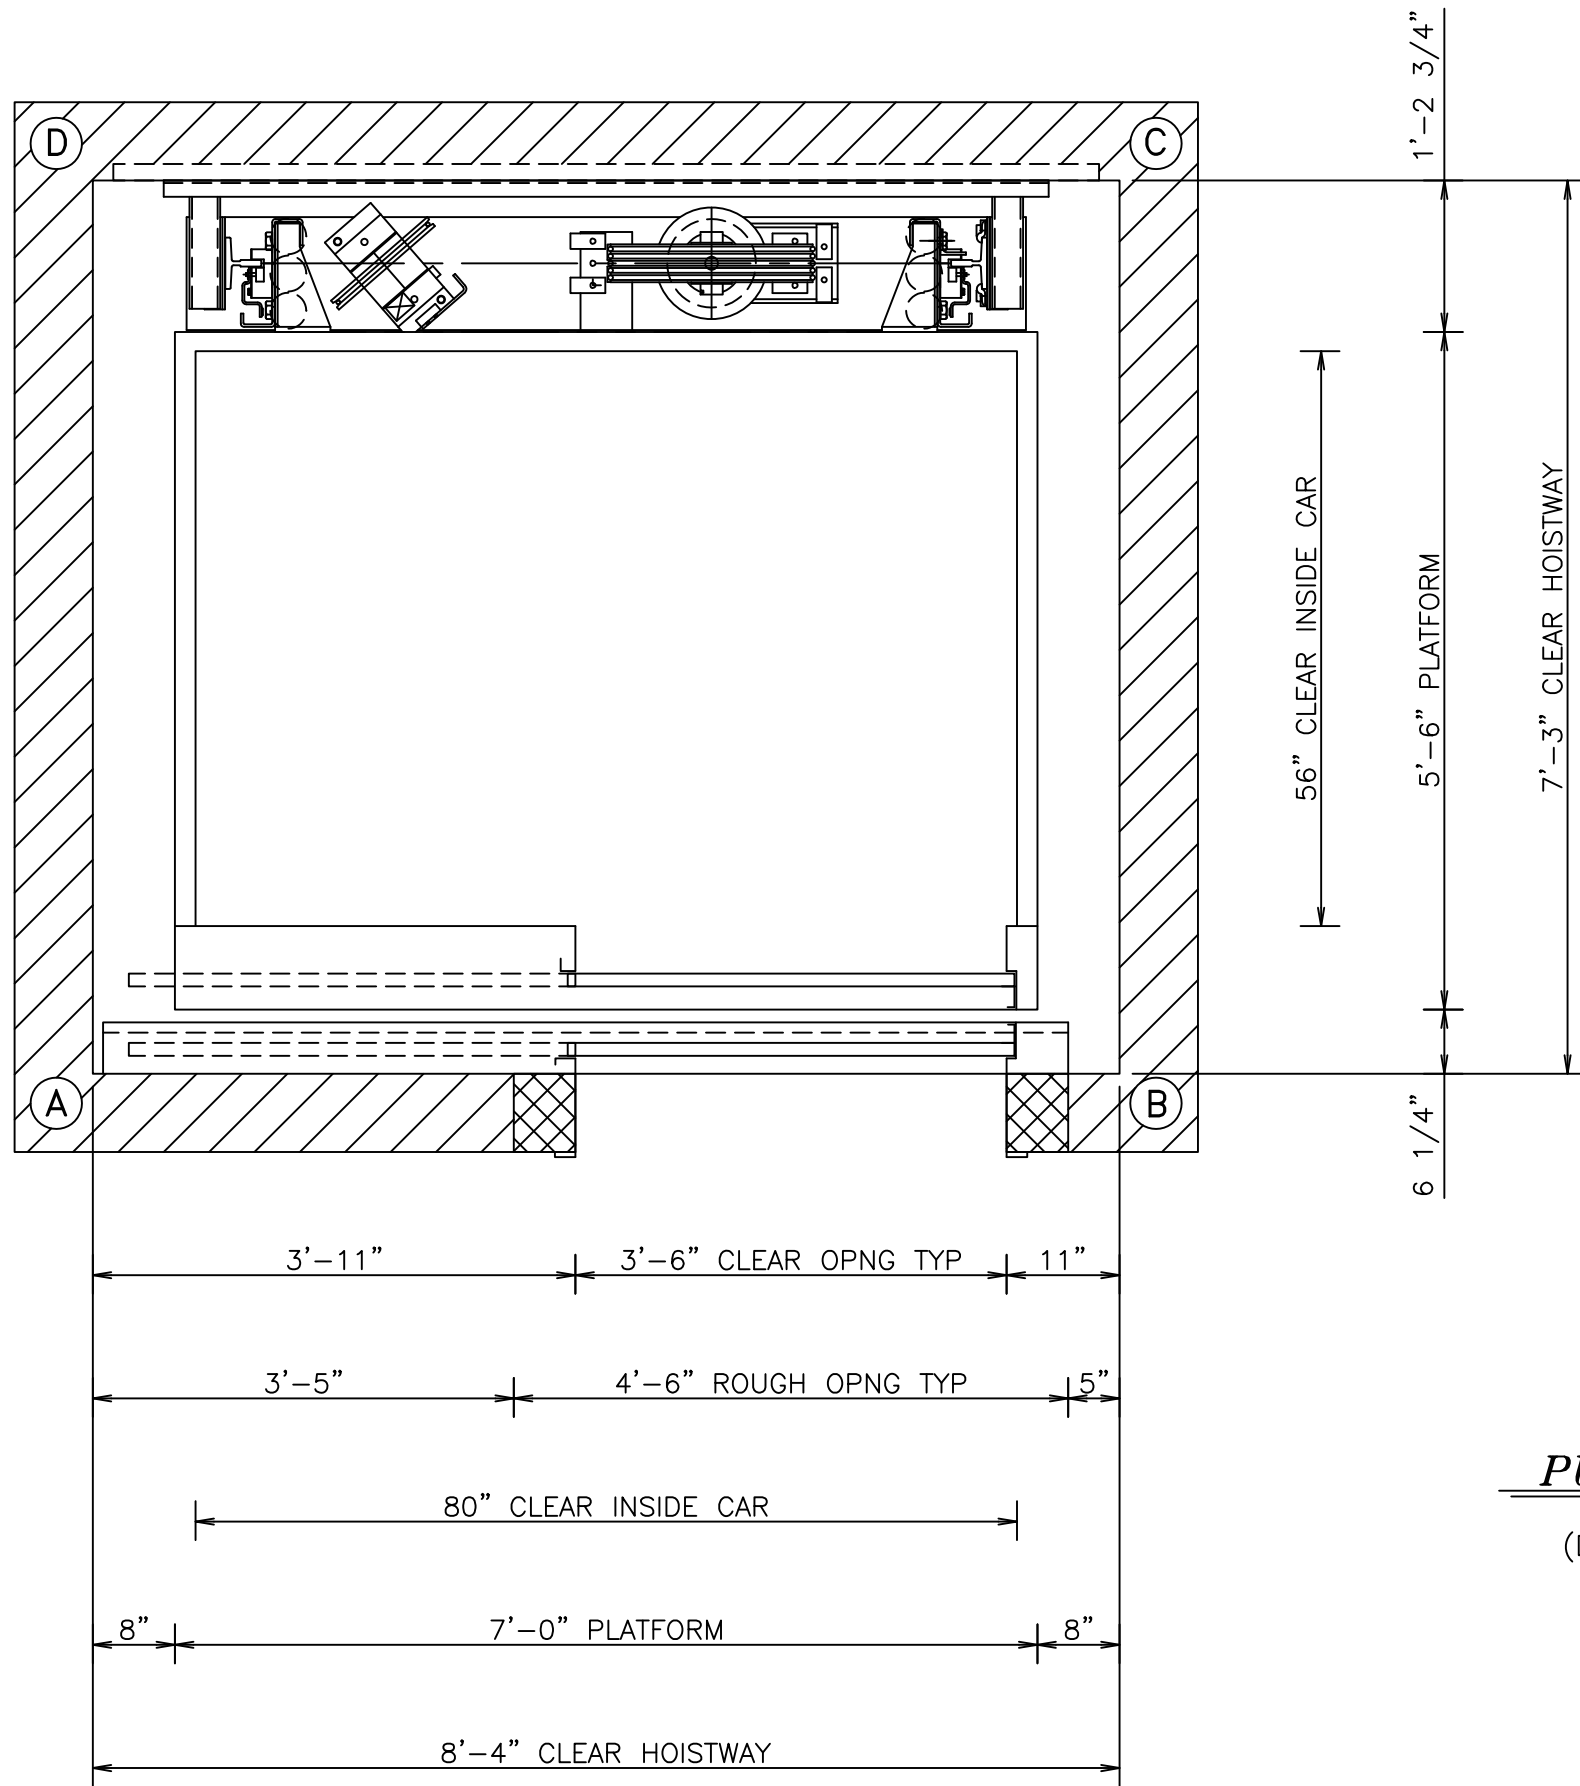 1'-2 3/4"
D
C
56" CLEAR INSIDE CAR
5'-6" PLATFORM
7'-3" CLEAR HOISTWAY
A
B
6 1/4"
3'-11"
3'-6" CLEAR OPNG TYP
11"
3'-5"
4'-6" ROUGH OPNG TYP
5"
80" CLEAR INSIDE CAR
8"
7'-0" PLATFORM
8"
8'-4" CLEAR HOISTWAY